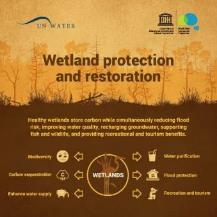 UN WATER
Wetland protection
and restoration
Healthy wetlands store carbon while simultaneously reducing flood
risk, improving water quality, recharging groundwater, supporting
fish and wildlife, and providing recreational and tourism benefits.
Biodiversity
Water purification
Carbon sequestration
WETLANDS
Flood protection
Enhance water supply
Recreation and tourism